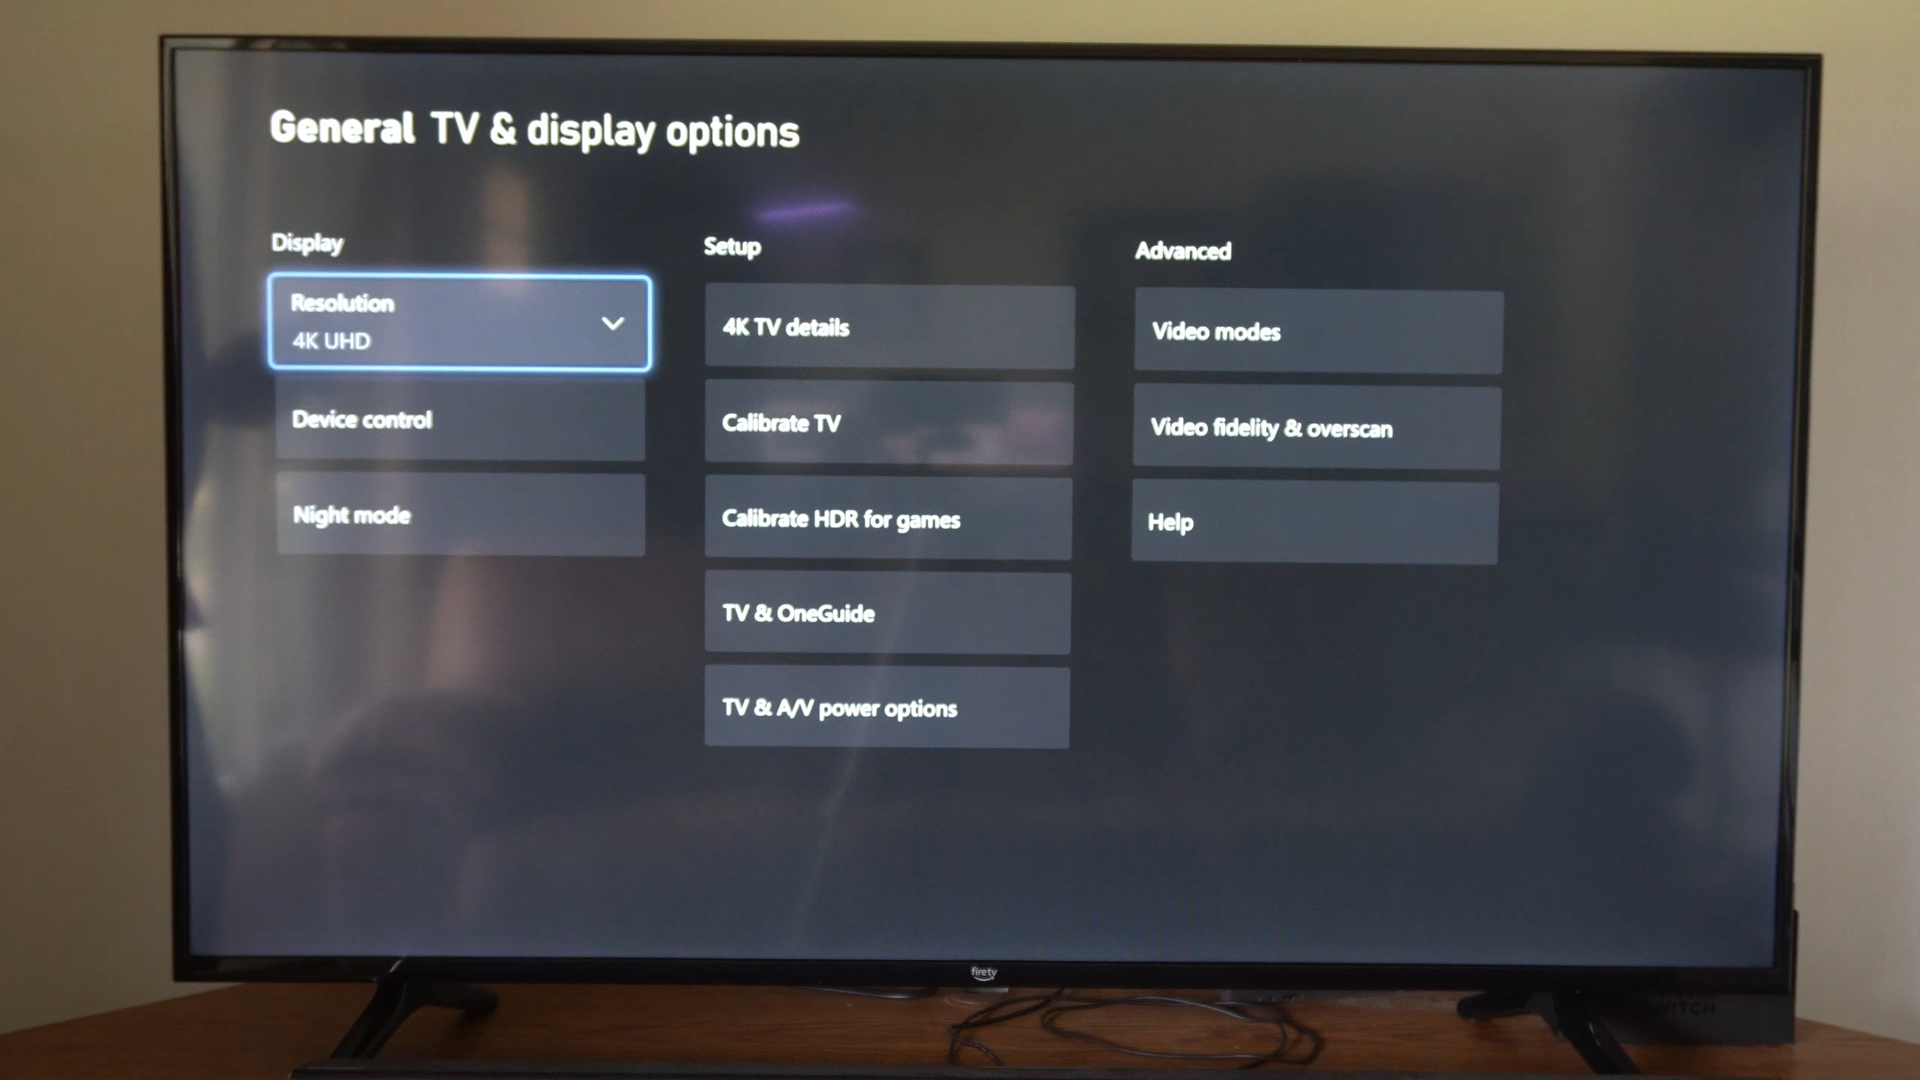 General TV & display options
Display
Resolution
4K UHD
Device control
Night mode
Setup
4K TV details
Calibrate TV
Calibrate HDR for games
TV & OneGuide
TV & A/V power options
Advanced
Video modes
Video fidelity & overscan
Help
firetv
SWITCH